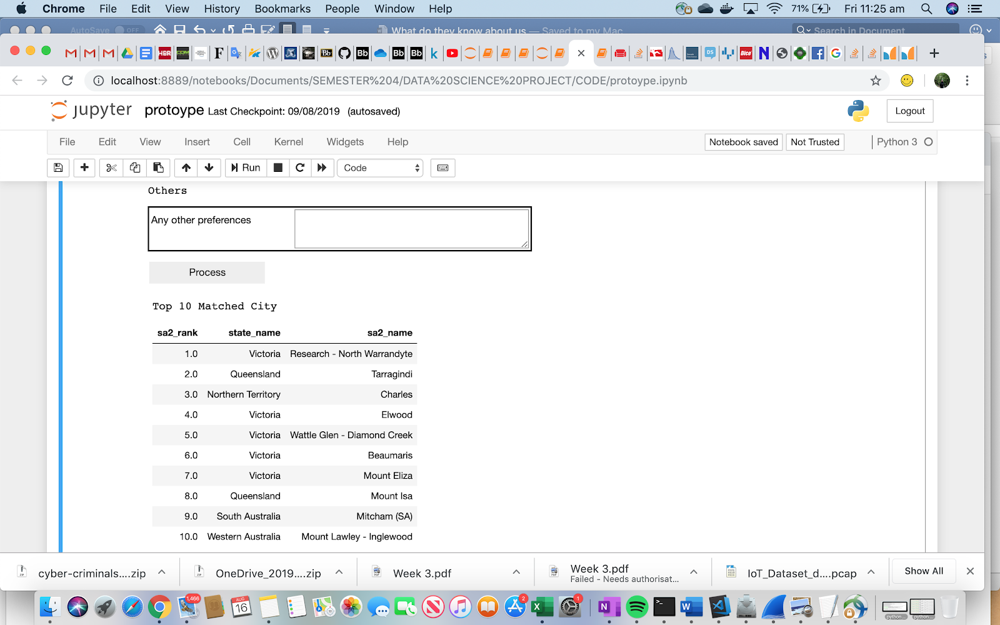 Chrome File Edit View History Bookmarks People Window Help 71% Fri 11:25 am
AutoSave OFF What do they know about us — Saved to my Mac Search in Document
localhost:8889/notebooks/Documents/SEMESTER%204/DATA%20SCIENCE%20PROJECT/CODE/protoype.ipynb
jupyter protoype Last Checkpoint: 09/08/2019 (autosaved) Logout
File Edit View Insert Cell Kernel Widgets Help Notebook saved Not Trusted Python 3
Run Code
Others
Any other preferences
Process
Top 10 Matched City
sa2_rank state_name sa2_name
1.0 Victoria Research - North Warrandyte
2.0 Queensland Tarragindi
3.0 Northern Territory Charles
4.0 Victoria Elwood
5.0 Victoria Wattle Glen - Diamond Creek
6.0 Victoria Beaumaris
7.0 Victoria Mount Eliza
8.0 Queensland Mount Isa
9.0 South Australia Mitcham (SA)
10.0 Western Australia Mount Lawley - Inglewood
cyber-criminals....zip OneDrive_2019....zip Week 3.pdf Week 3.pdf IoT_Dataset_d....pcap Show All
Failed - Needs authorisat...
1,466 AUG 16 2 1